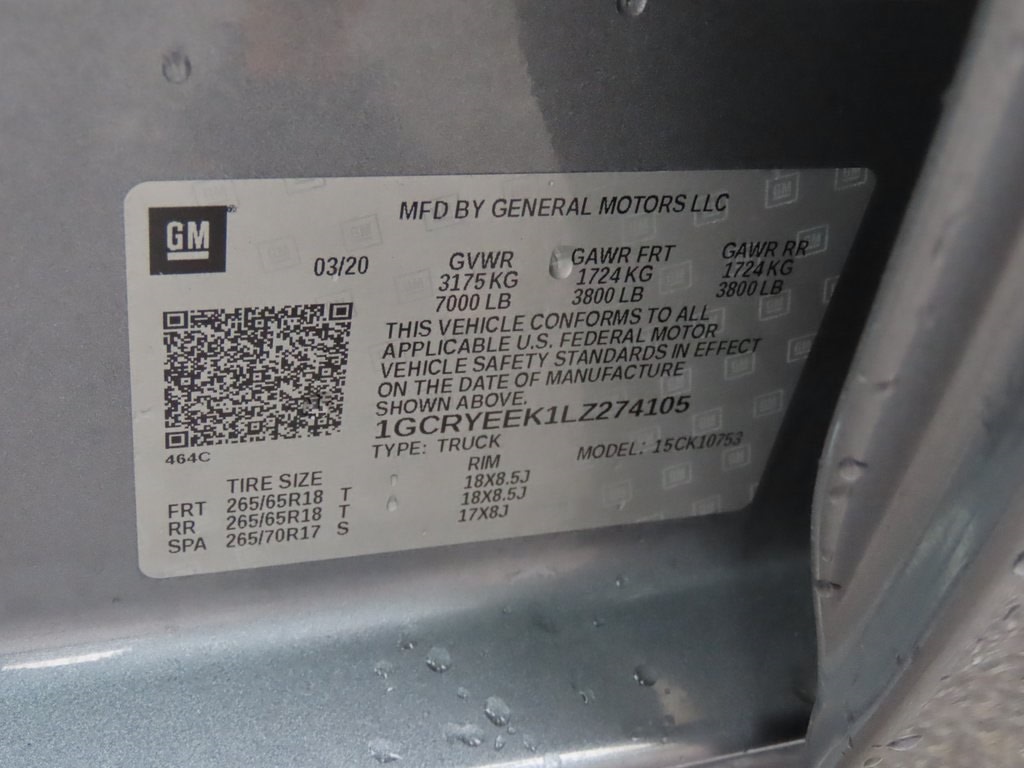 GM
MFD BY GENERAL MOTORS LLC
03/20
GVWR GAWR FRT GAWR RR
3175 KG 1724 KG 1724 KG
7000 LB 3800 LB 3800 LB
THIS VEHICLE CONFORMS TO ALL
APPLICABLE U.S. FEDERAL MOTOR
VEHICLE SAFETY STANDARDS IN EFFECT
ON THE DATE OF MANUFACTURE
SHOWN ABOVE.
1GCRYEEK1LZ274105
TYPE: TRUCK MODEL: 15CK10753
464C
TIRE SIZE RIM
FRT 265/65R18 T 18X8.5J
RR 265/65R18 T 18X8.5J
SPA 265/70R17 S 17X8J